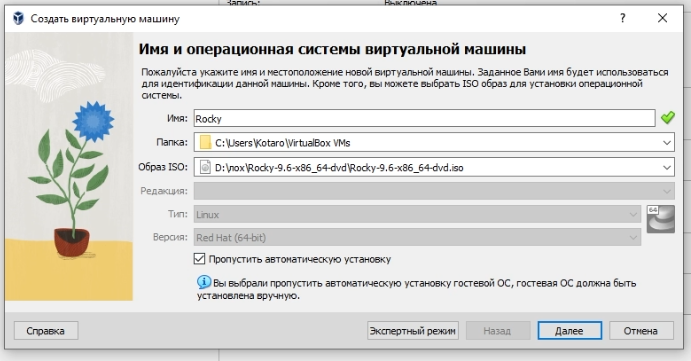 Запись:
Выключена
Создать виртуальную машину
?
Имя и операционная системы виртуальной машины
Пожалуйста укажите имя и местоположение новой виртуальной машины. Заданное Вами имя будет использоваться
для идентификации данной машины. Кроме того, вы можете выбрать ISO образ для установки операционной
системы.
Имя: Rocky
Папка: C:\Users\Kotaro\VirtualBox VMs
Образ ISO: D:\лох\Rocky-9.6-x86_64-dvd\Rocky-9.6-x86_64-dvd.iso
Редакция:
Тип: Linux
64
Версия: Red Hat (64-bit)
Пропустить автоматическую установку
Вы выбрали пропустить автоматическую установку гостевой ОС, гостевая ОС должна быть
установлена вручную.
Справка Экспертный режим Назад Далее Отмена